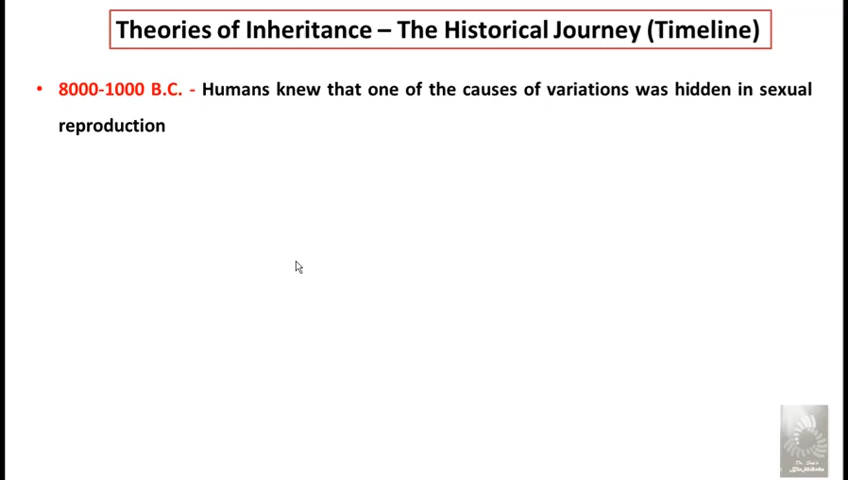 Theories of Inheritance – The Historical Journey (Timeline)
• 8000-1000 B.C. - Humans knew that one of the causes of variations was hidden in sexual
reproduction